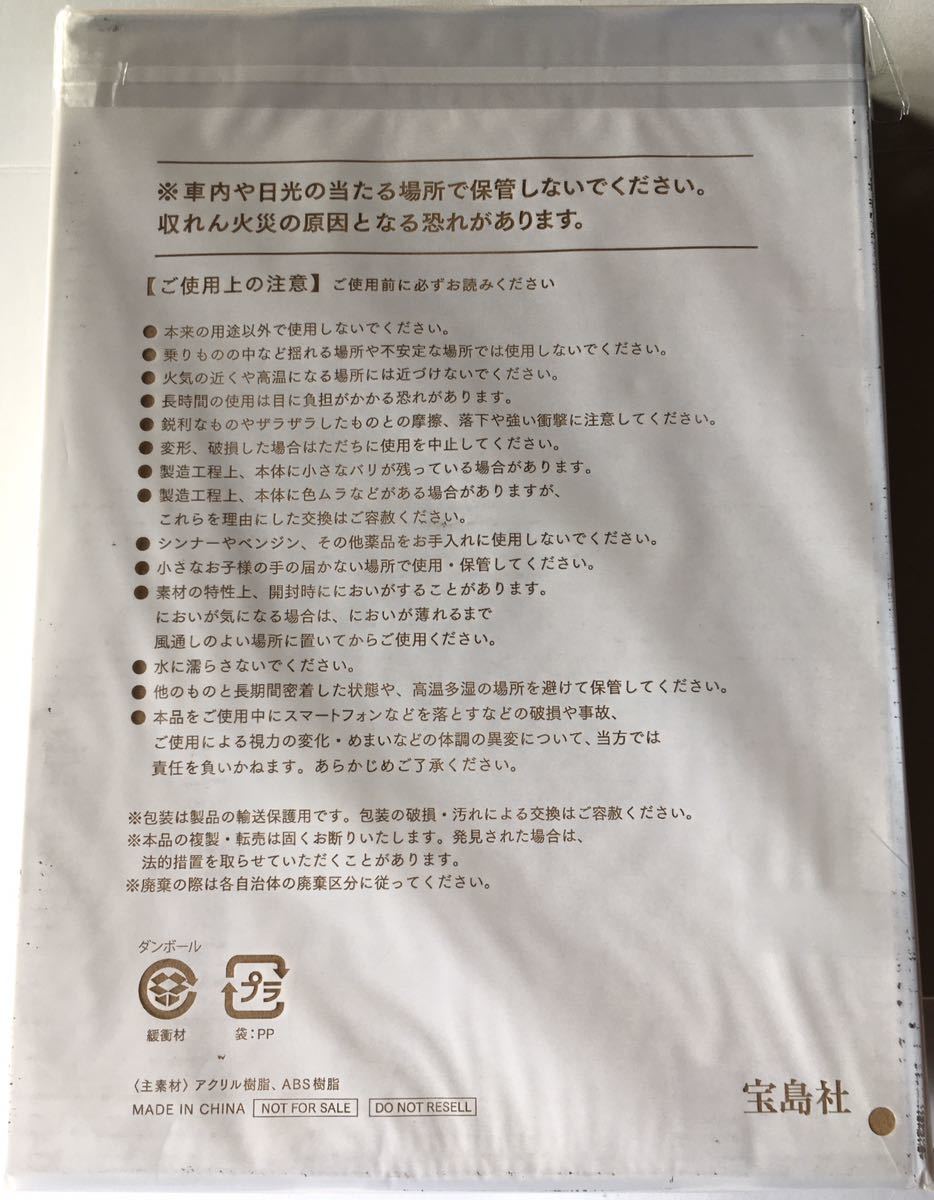 ※車内や日光の当たる場所で保管しないでください。
収れん火災の原因となる恐れがあります。
【ご使用上の注意】 ご使用前に必ずお読みください
● 本来の用途以外で使用しないでください。
● 乗りものの中など揺れる場所や不安定な場所では使用しないでください。
● 火気の近くや高温になる場所には近づけないでください。
● 長時間の使用は目に負担がかかる恐れがあります。
● 鋭利なものやザラザラしたものとの摩擦、落下や強い衝撃に注意してください。
● 変形、破損した場合はただちに使用を中止してください。
● 製造工程上、本体に小さなバリが残っている場合があります。
● 製造工程上、本体に色ムラなどがある場合がありますが、
これらを理由にした交換はご容赦ください。
● シンナーやベンジン、その他薬品をお手入れに使用しないでください。
● 小さなお子様の手の届かない場所で使用・保管してください。
● 素材の特性上、開封時ににおいがすることがあります。
においが気になる場合は、においが薄れるまで
風通しのよい場所に置いてからご使用ください。
● 水に濡らさないでください。
● 他のものと長期間密着した状態や、高温多湿の場所を避けて保管してください。
● 本品をご使用中にスマートフォンなどを落とすなどの破損や事故、
ご使用による視力の変化・めまいなどの体調の異変について、当方では
責任を負いかねます。あらかじめご了承ください。
※包装は製品の輸送保護用です。包装の破損・汚れによる交換はご容赦ください。
※本品の複製・転売は固くお断りいたします。発見された場合は、
法的措置を取らせていただくことがあります。
※廃棄の際は各自治体の廃棄区分に従ってください。
ダンボール
プラ
緩衝材 袋:PP
〈主素材〉アクリル樹脂、ABS樹脂
MADE IN CHINA NOT FOR SALE DO NOT RESELL
宝島社